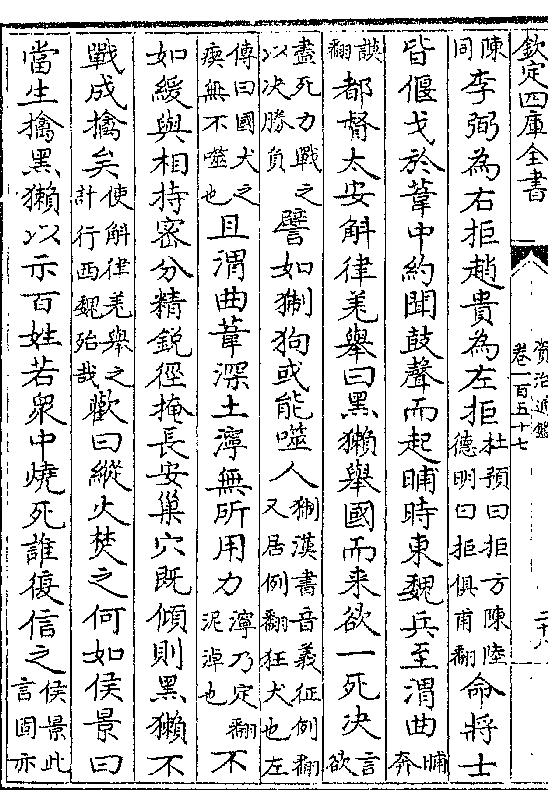 欽定四庫全書
資治通鑑
卷一百五十七
二十八
陳同李弼為右拒趙貴為左拒杜預曰拒方陳陸德明曰拒俱甫翻命將士
皆偃戈於葦中約聞鼓聲而起晡時東魏兵至渭曲晡奔
謨翻都督太安斛律羌舉曰黑獺舉國而来欲一死決言欲
盡死力戰之以决勝負譬如猘狗或能噬人猘漢書音義征例翻又居例翻狂犬也左
傳曰國犬之瘈無不噬也且渭曲葦深土濘無所用力濘乃定翻泥淖也不
如緩與相持密分精鋭徑掩長安巢穴既傾則黑獺不
戰成擒矣使斛律羌舉之計行西魏殆哉歡曰縱火焚之何如侯景曰
當生擒黑獺以示百姓若衆中燒死誰復信之侯景此言固亦